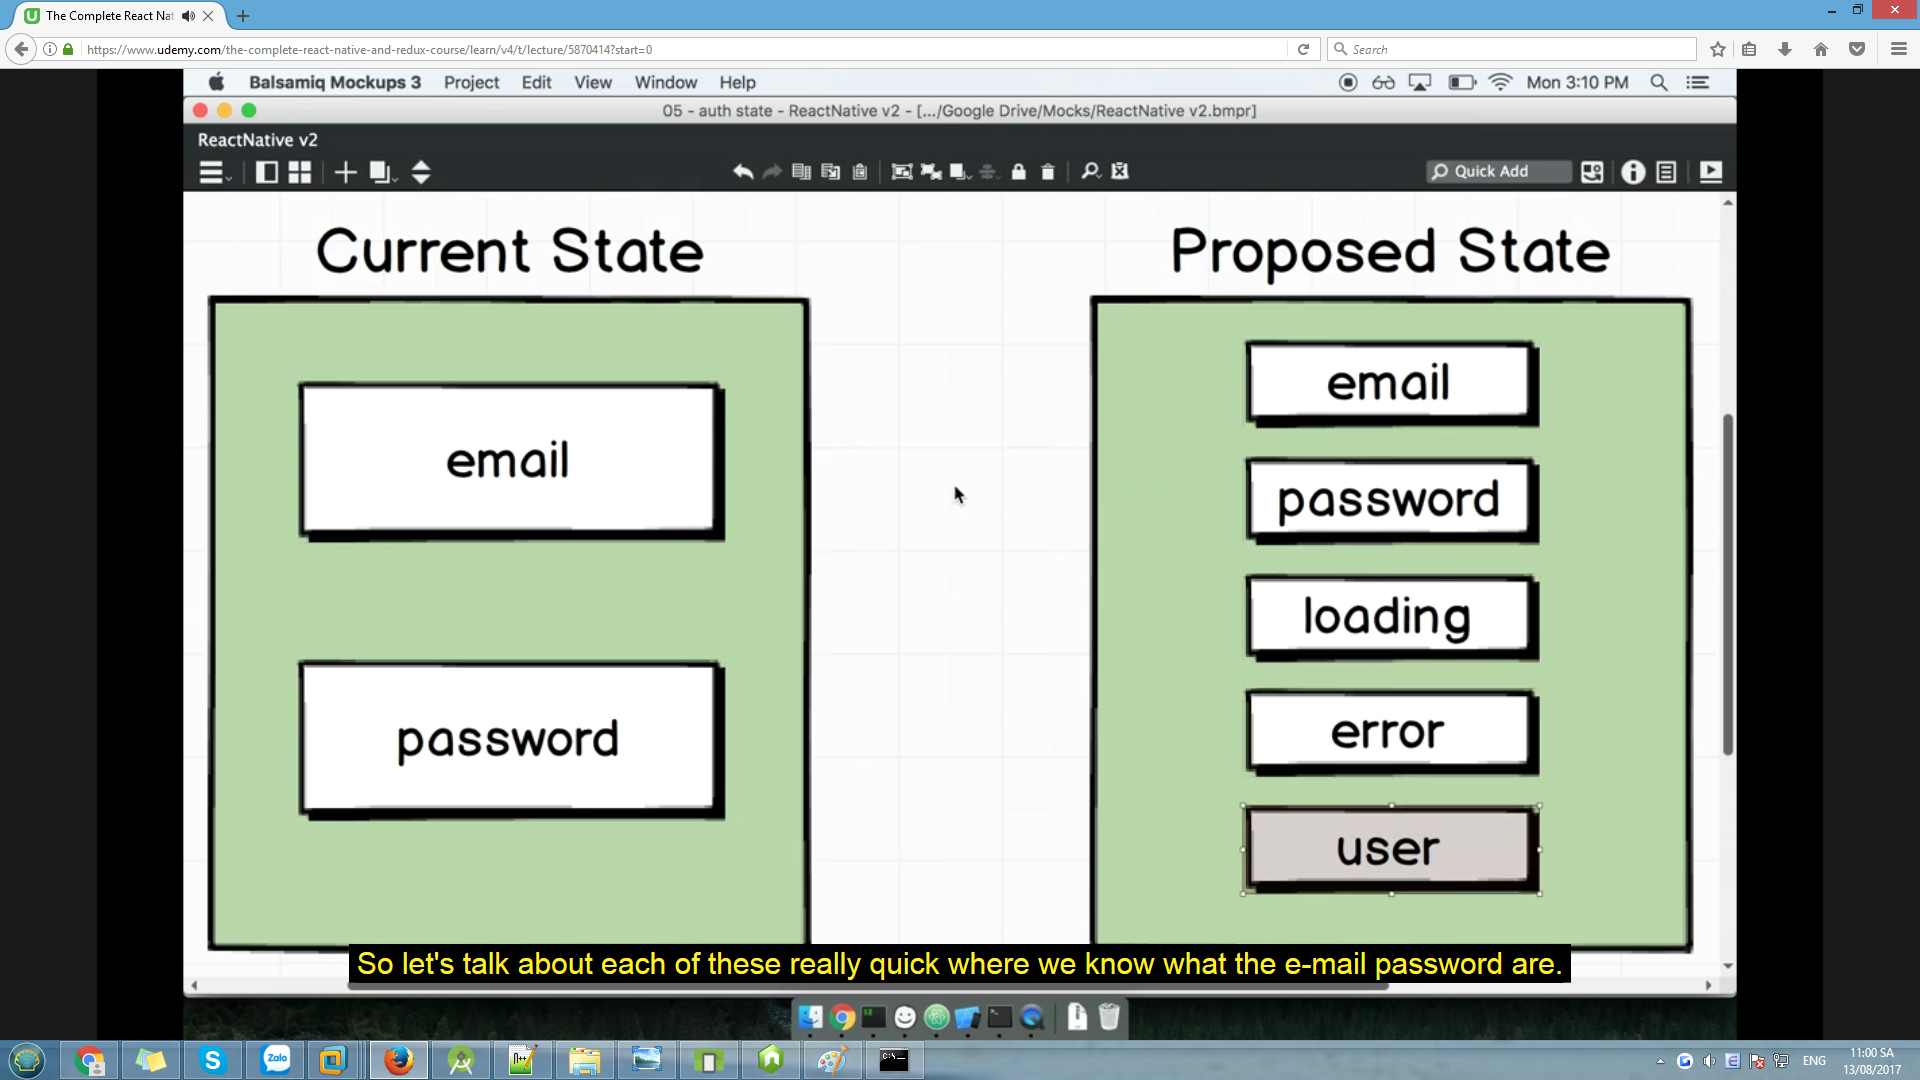 The Complete React Nat
https://www.udemy.com/the-complete-react-native-and-redux-course/learn/v4/t/lecture/5870414?start=0
Search
Balsamiq Mockups 3 Project Edit View Window Help
Mon 3:10 PM
05 - auth state - ReactNative v2 - [.../Google Drive/Mocks/ReactNative v2.bmpr]
ReactNative v2
Quick Add
Current State
email
password
Proposed State
email
password
loading
error
user
So let's talk about each of these really quick where we know what the e-mail password are.
Zalo
ENG
11:00 SA
13/08/2017